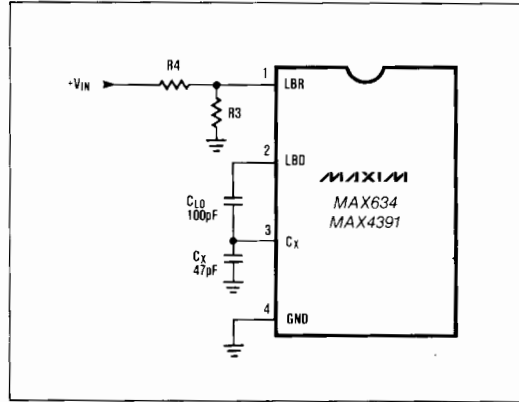 R4
+VIN
1
LBR
R3
2
LBD
MAXIM
MAX634
MAX4391
CLO
100pF
3
CX
CX
47pF
4
GND